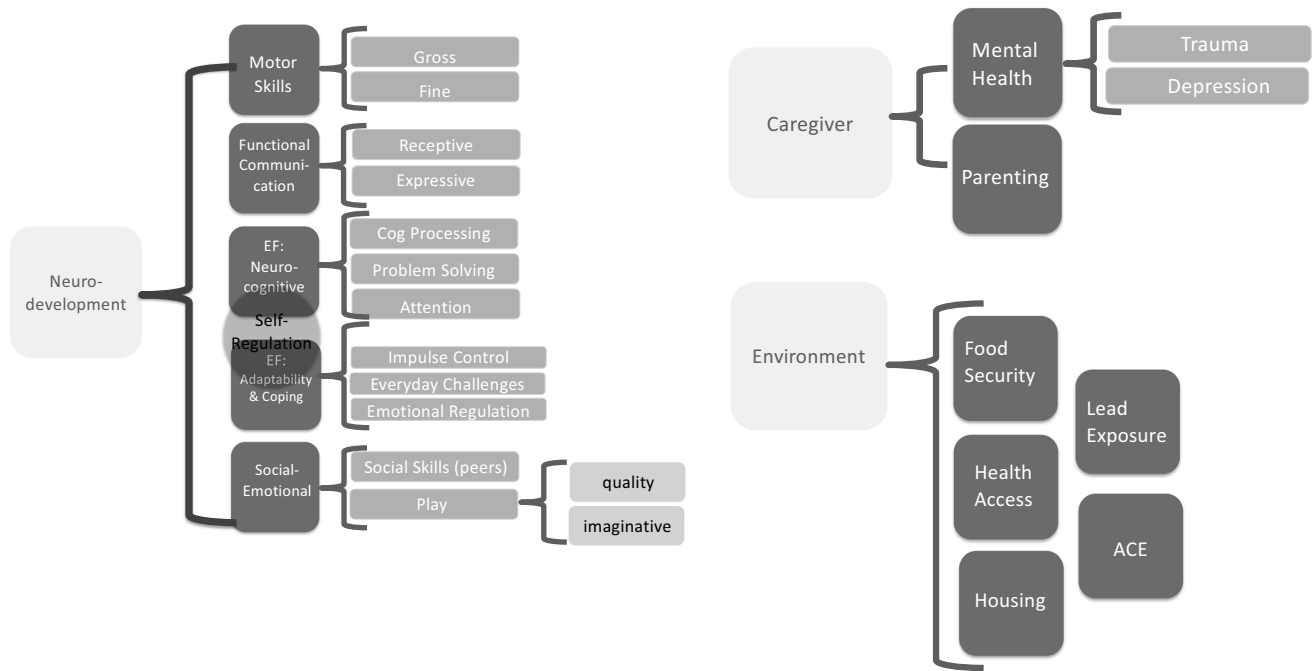 Neuro-
development
Motor
Skills
Gross
Fine
Functional
Communi-
cation
Receptive
Expressive
EF:
Neuro-
cognitive
Cog Processing
Problem Solving
Attention
Self-
Regulation
EF:
Adaptability
& Coping
Impulse Control
Everyday Challenges
Emotional Regulation
Social-
Emotional
Social Skills (peers)
Play
quality
imaginative
Caregiver
Mental
Health
Trauma
Depression
Parenting
Environment
Food
Security
Lead
Exposure
Health
Access
ACE
Housing